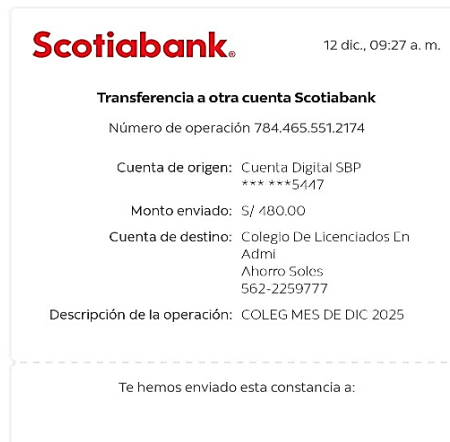 Scotiabank®
12 dic., 09:27 a. m.
Transferencia a otra cuenta Scotiabank
Número de operación 784.465.551.2174
Cuenta de origen: Cuenta Digital SBP
*** ***5447
Monto enviado: S/ 480.00
Cuenta de destino: Colegio De Licenciados En
Admi
Ahorro Soles
562-2259777
Descripción de la operación: COLEG MES DE DIC 2025
Te hemos enviado esta constancia a: